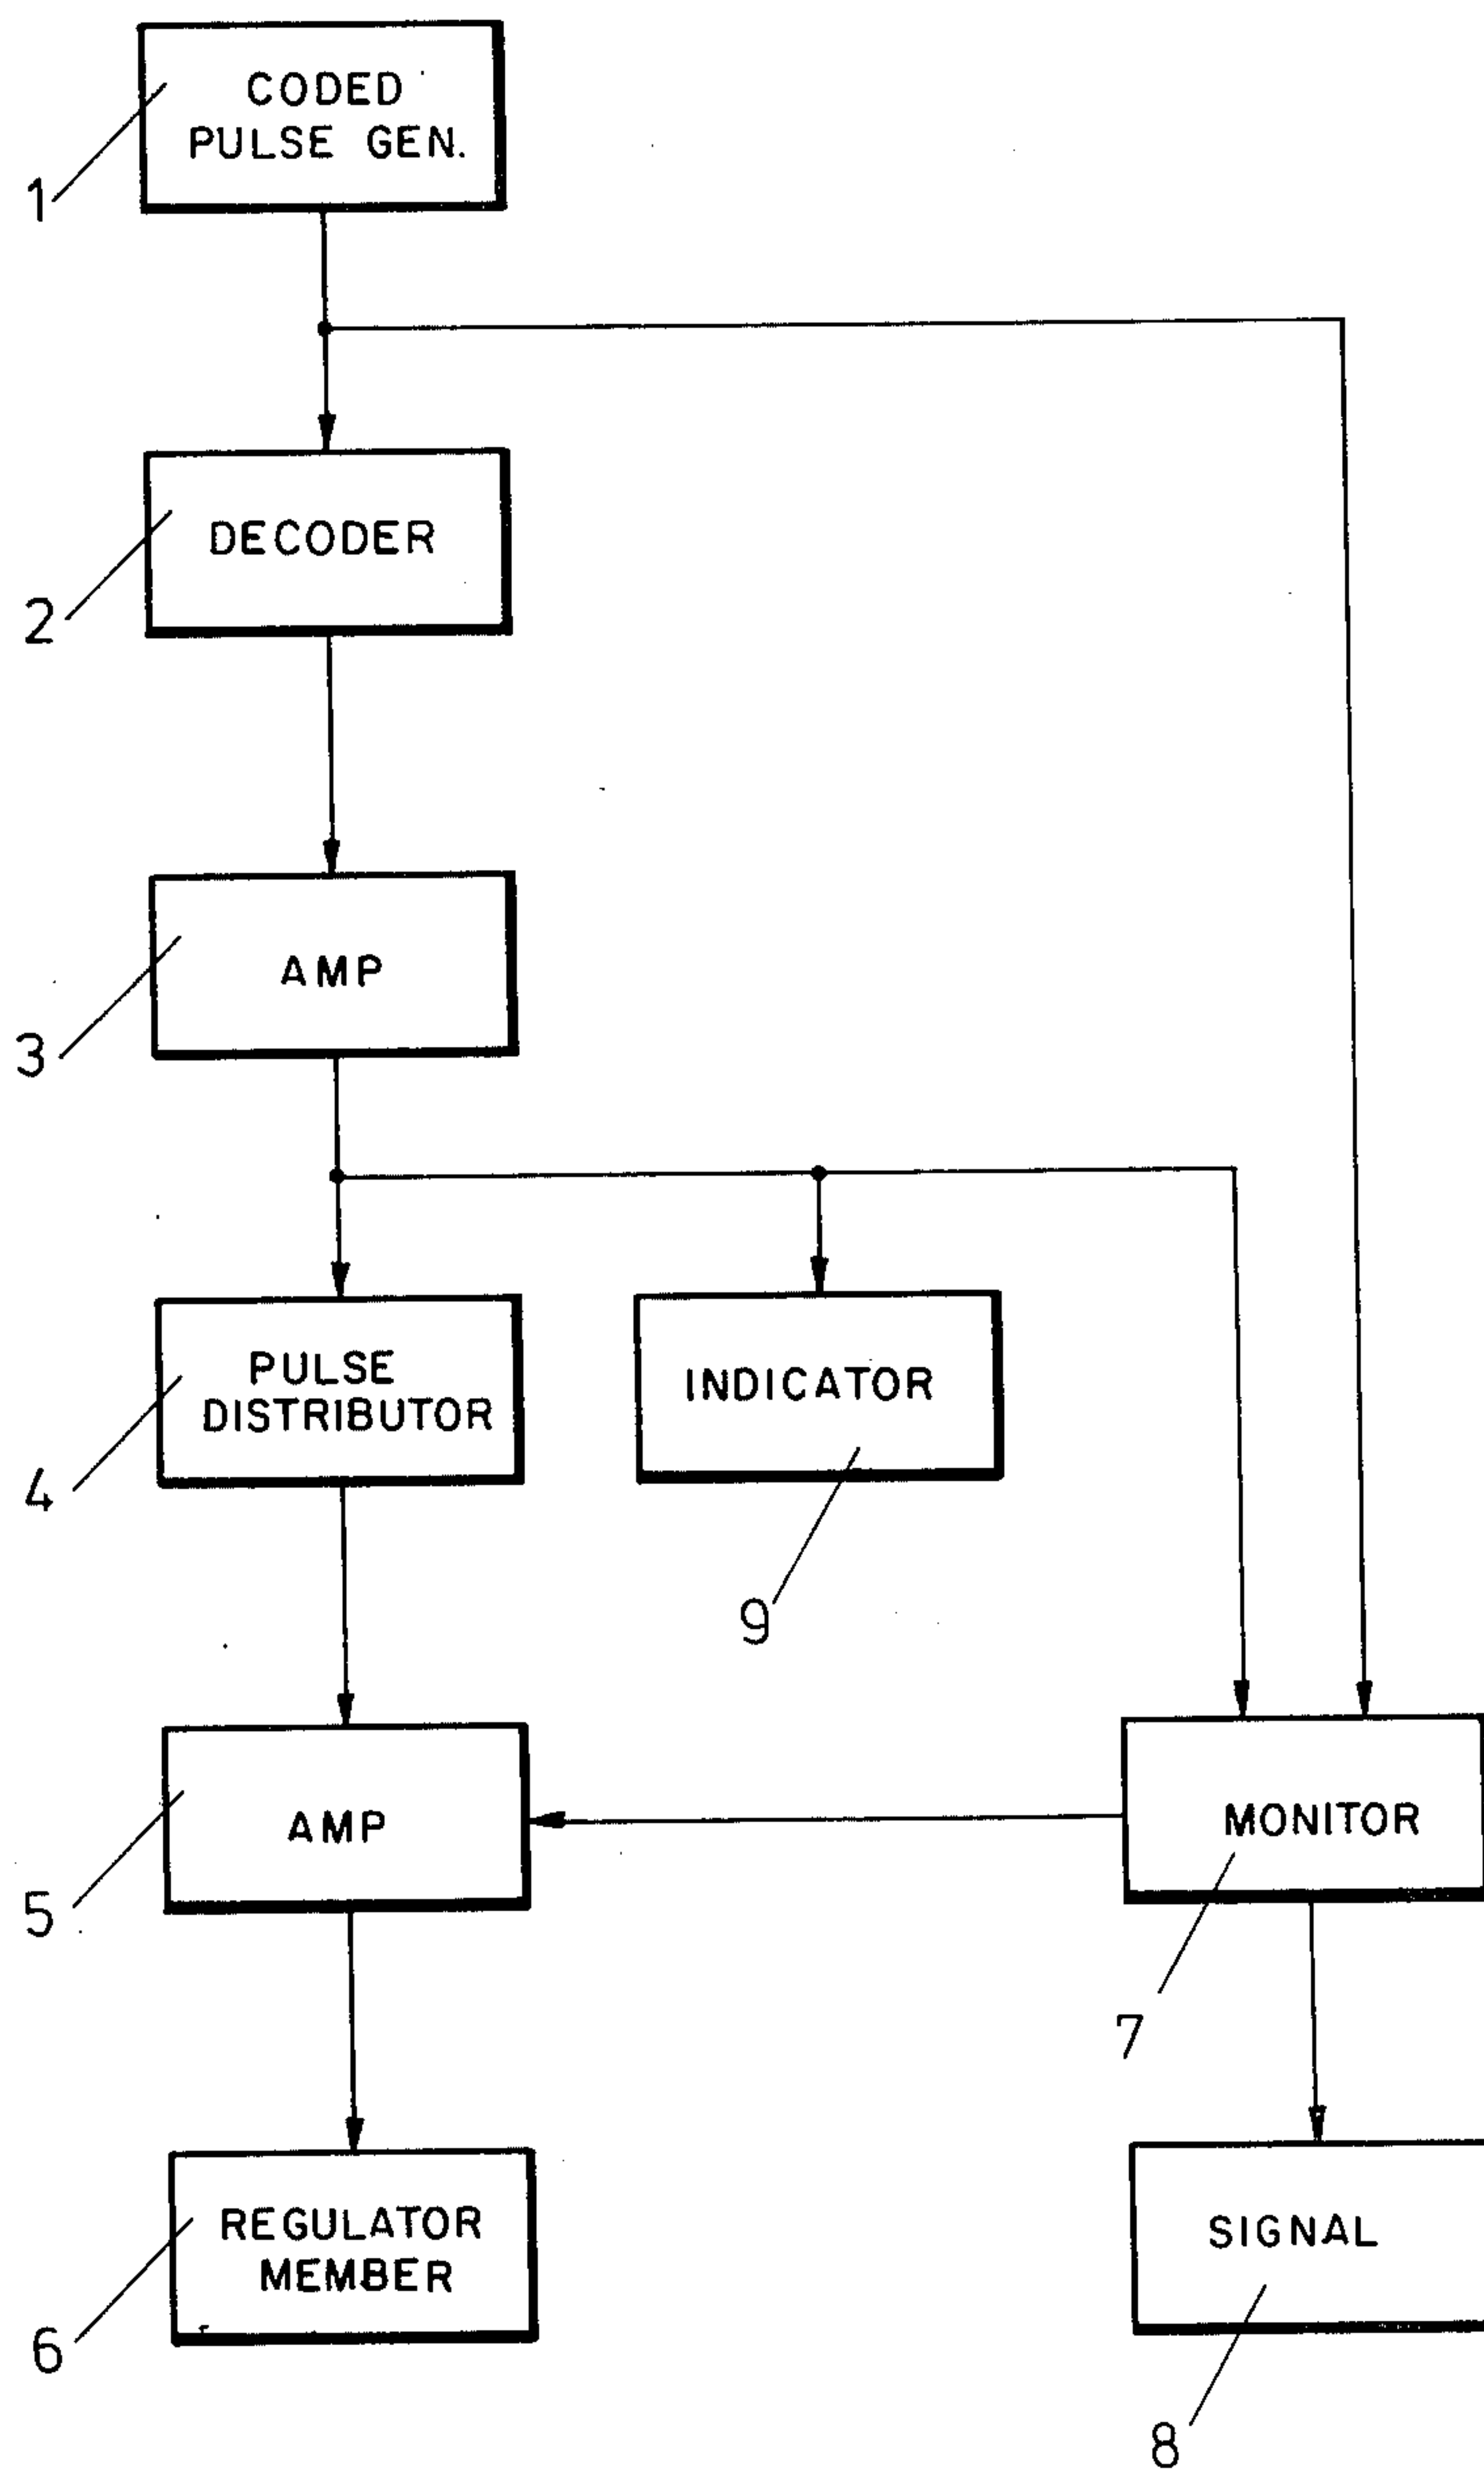 CODED
PULSE GEN.
1
DECODER
2
AMP
3
PULSE
DISTRIBUTOR
4
INDICATOR
9
AMP
5
MONITOR
7
REGULATOR
MEMBER
6
SIGNAL
8